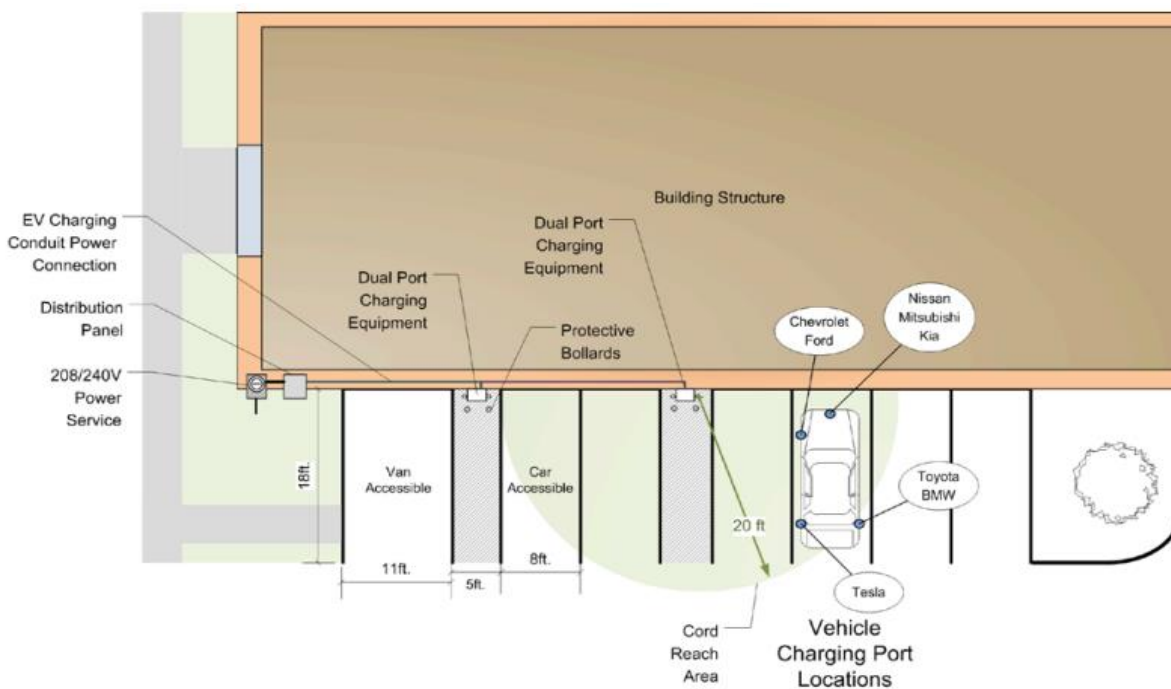 Building Structure
EV Charging
Conduit Power
Connection
Dual Port
Charging
Equipment
Dual Port
Charging
Equipment
Distribution
Panel
Protective
Bollards
Chevrolet
Ford
Nissan
Mitsubishi
Kia
208/240V
Power
Service
18ft.
Van
Accessible
Car
Accessible
Toyota
BMW
20 ft
11ft.
5ft.
8ft.
Tesla
Cord
Reach
Area
Vehicle
Charging Port
Locations